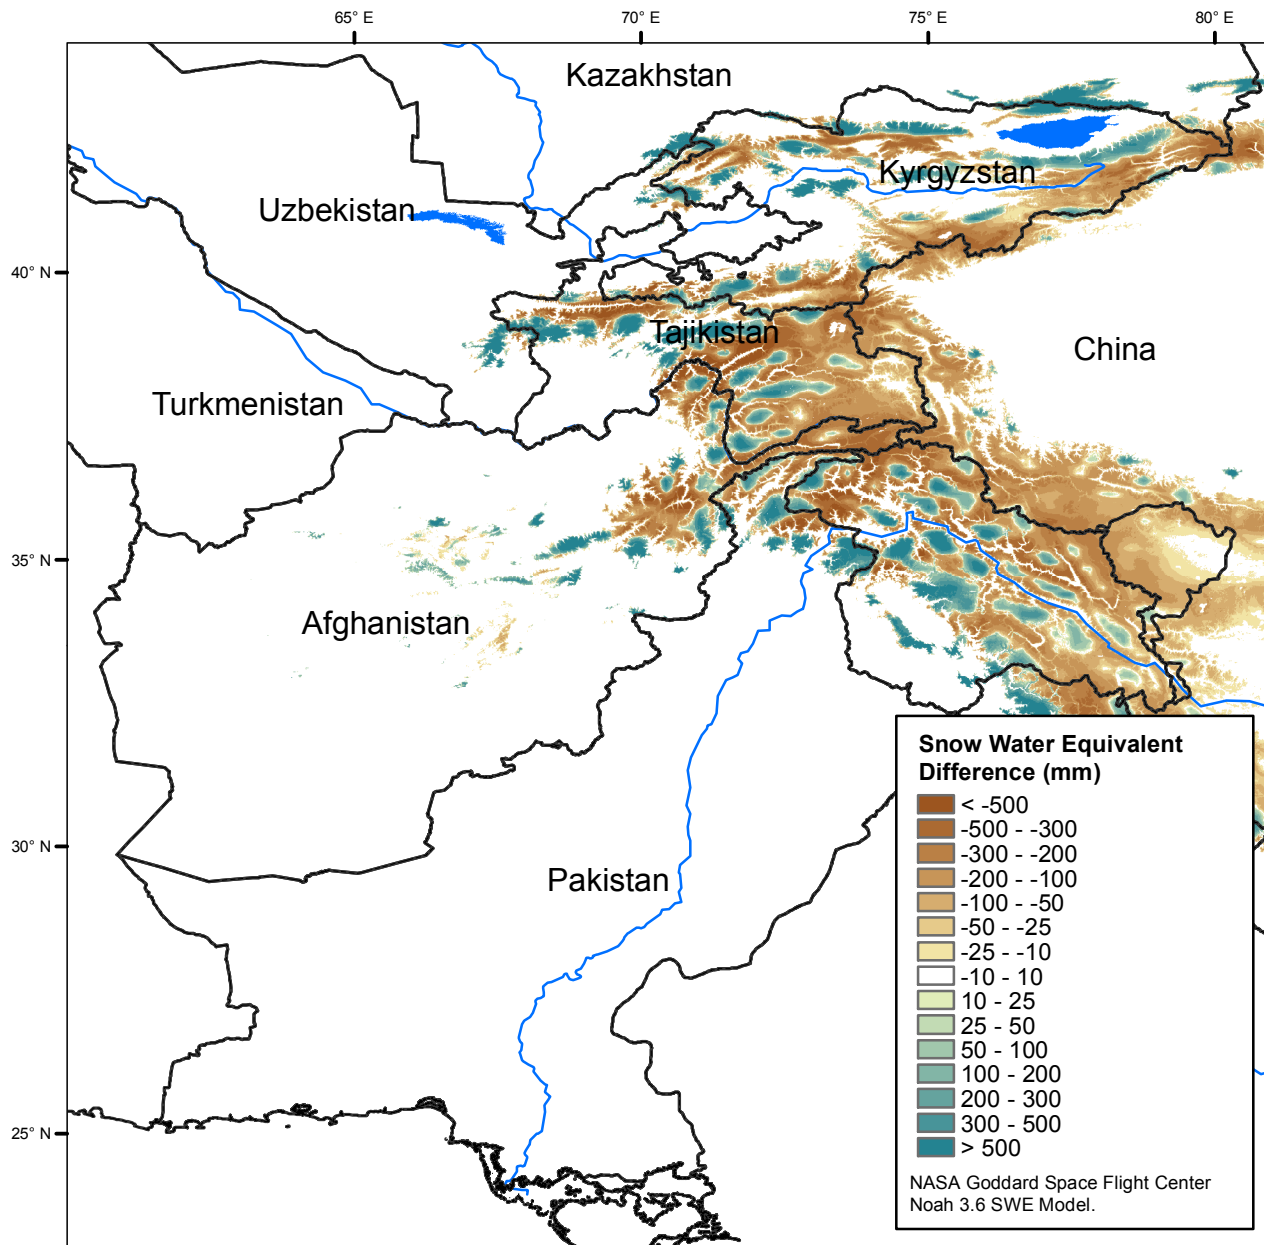 65° E
70° E
75° E
80° E
Kazakhstan
Kyrgyzstan
Uzbekistan
40° N
Tajikistan
China
Turkmenistan
35° N
Afghanistan
Snow Water Equivalent
Difference (mm)
< -500
-500 - -300
-300 - -200
-200 - -100
-100 - -50
-50 - -25
-25 - -10
-10 - 10
10 - 25
25 - 50
50 - 100
100 - 200
200 - 300
300 - 500
> 500
NASA Goddard Space Flight Center
Noah 3.6 SWE Model.
30° N
Pakistan
25° N